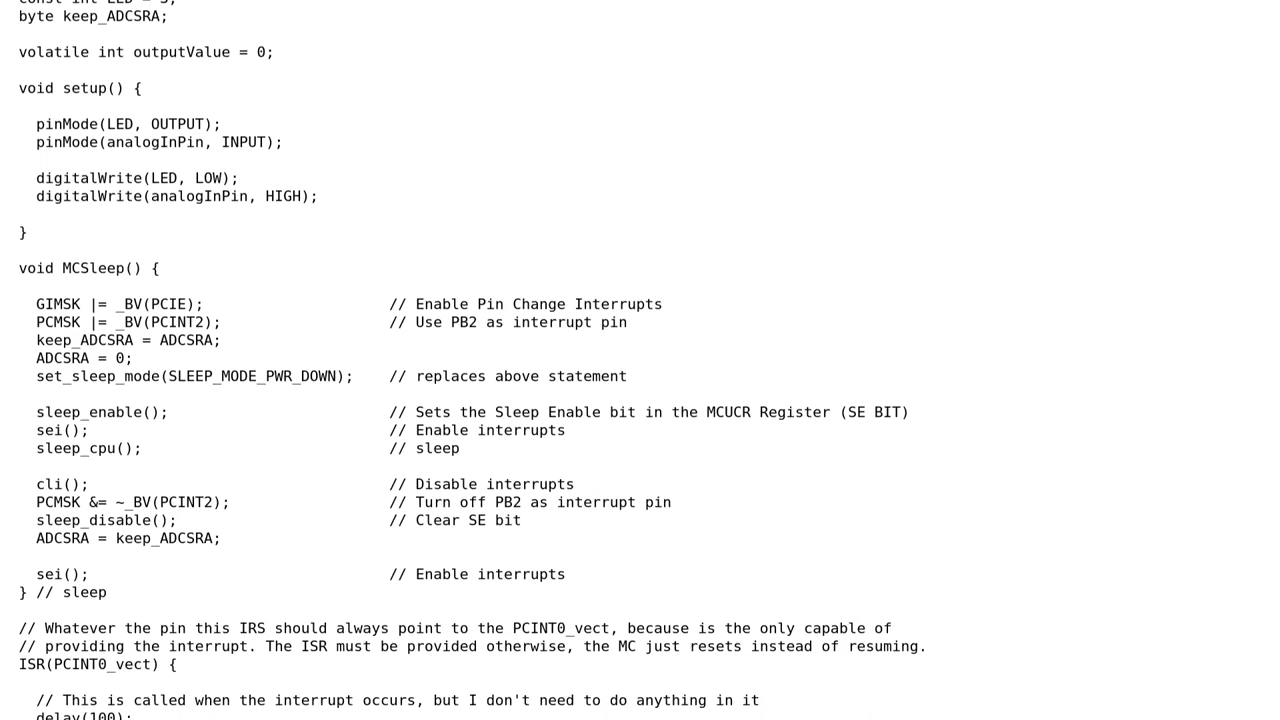 const int LED = 3;
byte keep_ADCSRA;
volatile int outputValue = 0;
void setup() {
pinMode(LED, OUTPUT);
pinMode(analogInPin, INPUT);
digitalWrite(LED, LOW);
digitalWrite(analogInPin, HIGH);
}
void MCSleep() {
GIMSK |= _BV(PCIE); // Enable Pin Change Interrupts
PCMSK |= _BV(PCINT2); // Use PB2 as interrupt pin
keep_ADCSRA = ADCSRA;
ADCSRA = 0;
set_sleep_mode(SLEEP_MODE_PWR_DOWN); // replaces above statement
sleep_enable(); // Sets the Sleep Enable bit in the MCUCR Register (SE BIT)
sei(); // Enable interrupts
sleep_cpu(); // sleep
cli(); // Disable interrupts
PCMSK &= ~_BV(PCINT2); // Turn off PB2 as interrupt pin
sleep_disable(); // Clear SE bit
ADCSRA = keep_ADCSRA;
sei(); // Enable interrupts
} // sleep
// Whatever the pin this IRS should always point to the PCINT0_vect, because is the only capable of
// providing the interrupt. The ISR must be provided otherwise, the MC just resets instead of resuming.
ISR(PCINT0_vect) {
// This is called when the interrupt occurs, but I don't need to do anything in it
delay(100);